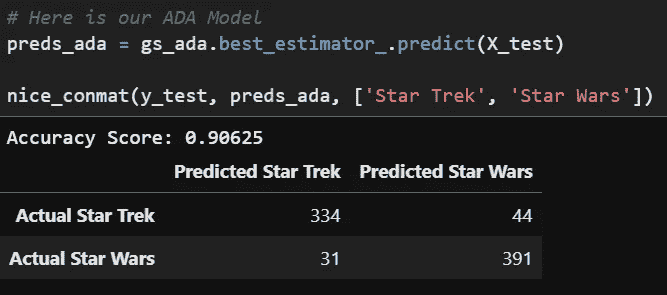 # Here is our ADA Model
preds_ada = gs_ada.best_estimator_.predict(X_test)
nice_conmat(y_test, preds_ada, ['Star Trek', 'Star Wars'])
Accuracy Score: 0.90625
Predicted Star Trek Predicted Star Wars
Actual Star Trek 334 44
Actual Star Wars 31 391